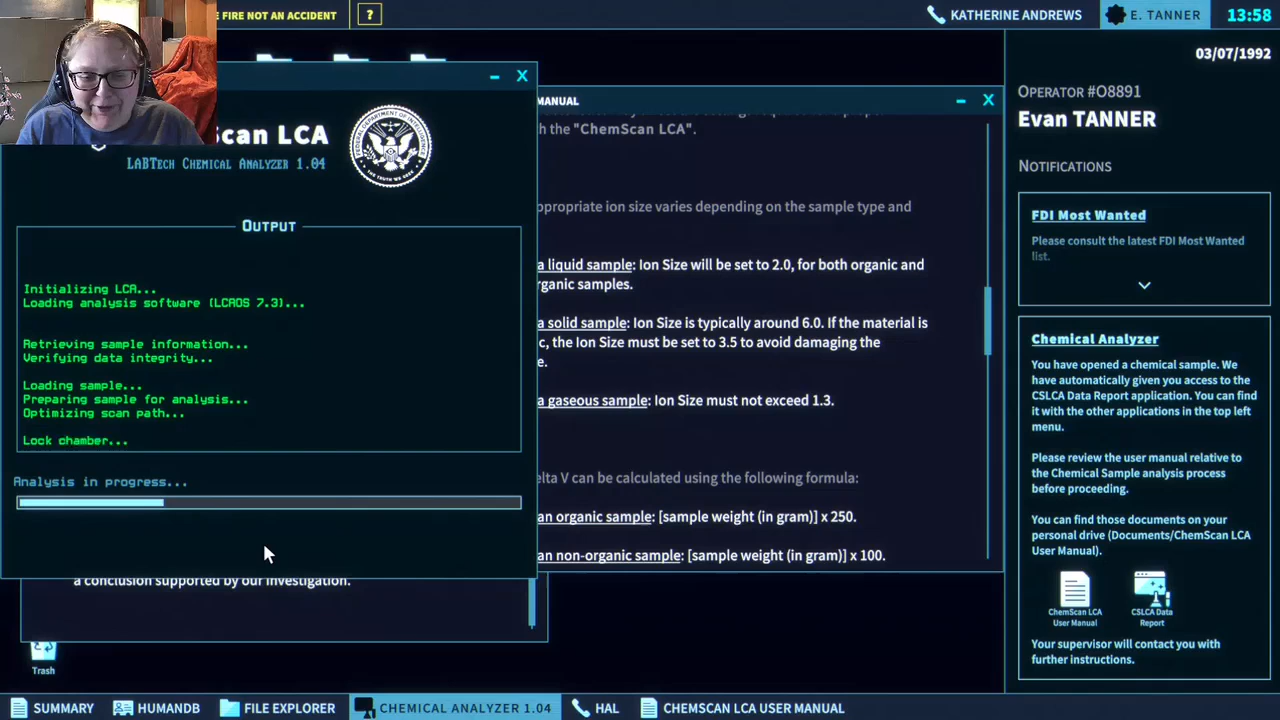 FIRE NOT AN ACCIDENT
?
KATHERINE ANDREWS
E. TANNER
13:58
03/07/1992
OPERATOR #O8891
Evan TANNER
NOTIFICATIONS
FDI Most Wanted
Please consult the latest FDI Most Wanted
list.
Chemical Analyzer
You have opened a chemical sample. We
have automatically given you access to the
CSLCA Data Report application. You can find
it with the other applications in the top left
menu.
Please review the user manual relative to
the Chemical Sample analysis process
before proceeding.
You can find those documents on your
personal drive (Documents/ChemScan LCA
User Manual).
ChemScan LCA
User Manual
CSLCA Data
Report
Your supervisor will contact you with
further instructions.
Scan LCA
LABTech Chemical Analyzer 1.04
OUTPUT
Initializing LCA...
Loading analysis software (LCAOS 7.3)...
Retrieving sample information...
Verifying data integrity...
Loading sample...
Preparing sample for analysis...
Optimizing scan path...
Lock chamber...
Analysis in progress...
a conclusion supported by our investigation.
MANUAL
the "ChemScan LCA".
ppropriate ion size varies depending on the sample type and
a liquid sample: Ion Size will be set to 2.0, for both organic and
organic samples.
a solid sample: Ion Size is typically around 6.0. If the material is
c, the Ion Size must be set to 3.5 to avoid damaging the
e.
a gaseous sample: Ion Size must not exceed 1.3.
elta V can be calculated using the following formula:
an organic sample: [sample weight (in gram)] x 250.
an non-organic sample: [sample weight (in gram)] x 100.
Trash
SUMMARY
HUMANDB
FILE EXPLORER
CHEMICAL ANALYZER 1.04
HAL
CHEMSCAN LCA USER MANUAL